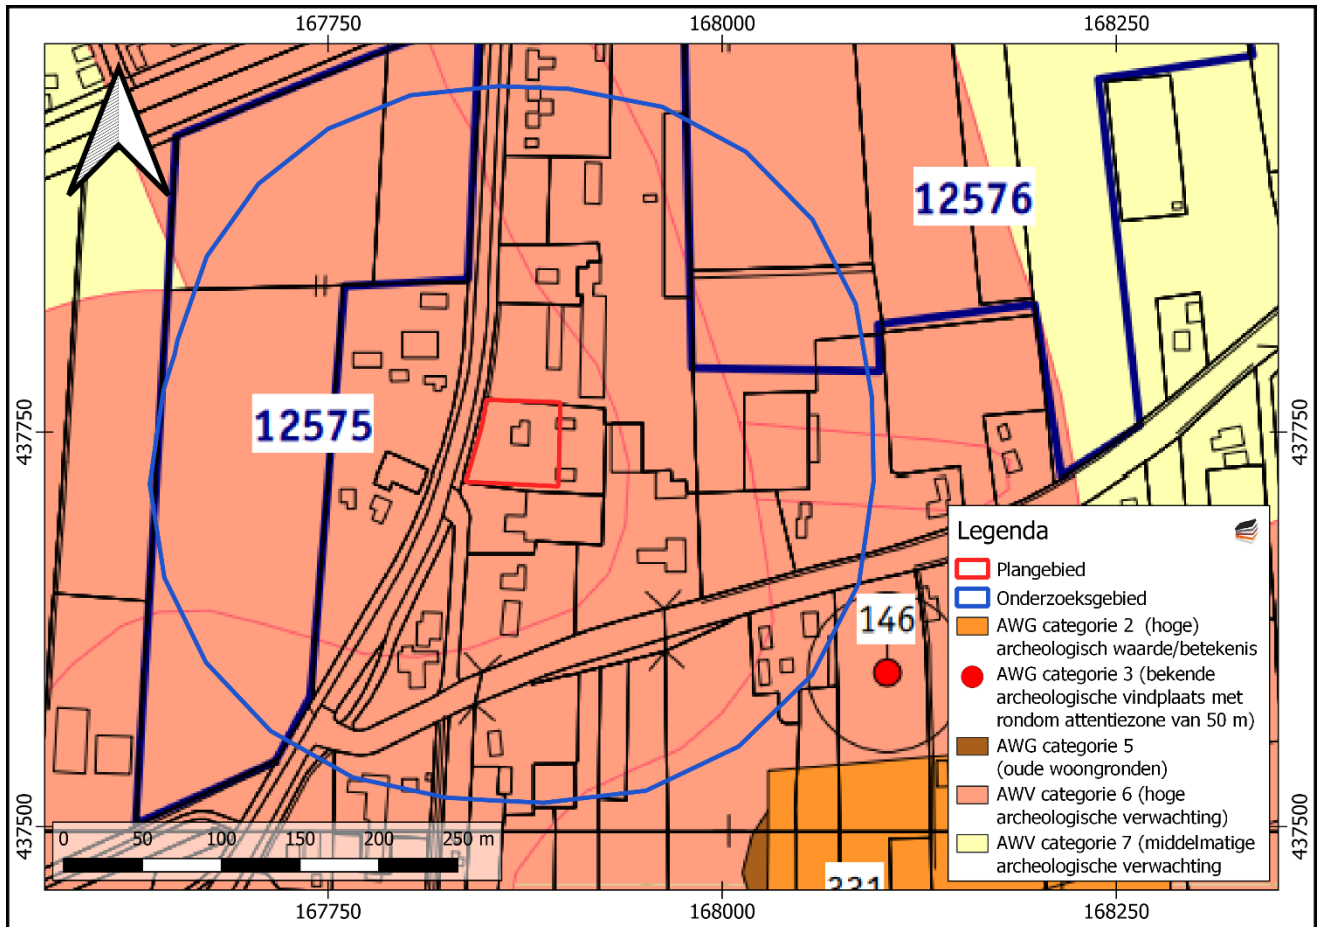 167750
168000
168250
12576
12575
437750
437750
146
Legenda
Plangebied
Onderzoeksgebied
AWG categorie 2 (hoge)
archeologisch waarde/betekenis
AWG categorie 3 (bekende
archeologische vindplaats met
rondom attentiezone van 50 m)
AWG categorie 5
(oude woongronden)
AWV categorie 6 (hoge
archeologische verwachting)
AWV categorie 7 (middelmatige
archeologische verwachting
437500
437500
0 50 100 150 200 250 m
331
167750
168000
168250